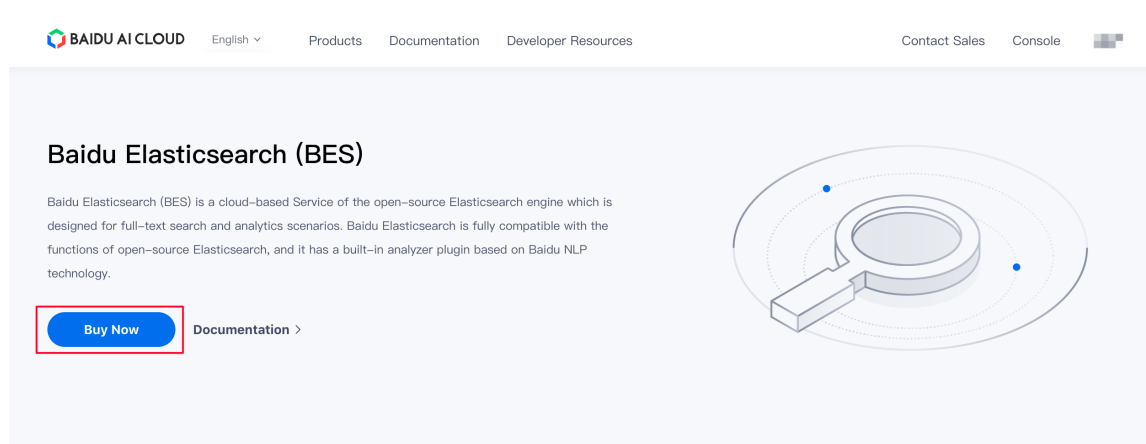 BAIDU AI CLOUD English Products Documentation Developer Resources Contact Sales Console
Baidu Elasticsearch (BES)
Baidu Elasticsearch (BES) is a cloud-based Service of the open-source Elasticsearch engine which is
designed for full-text search and analytics scenarios. Baidu Elasticsearch is fully compatible with the
functions of open-source Elasticsearch, and it has a built-in analyzer plugin based on Baidu NLP
technology.
Buy Now Documentation >